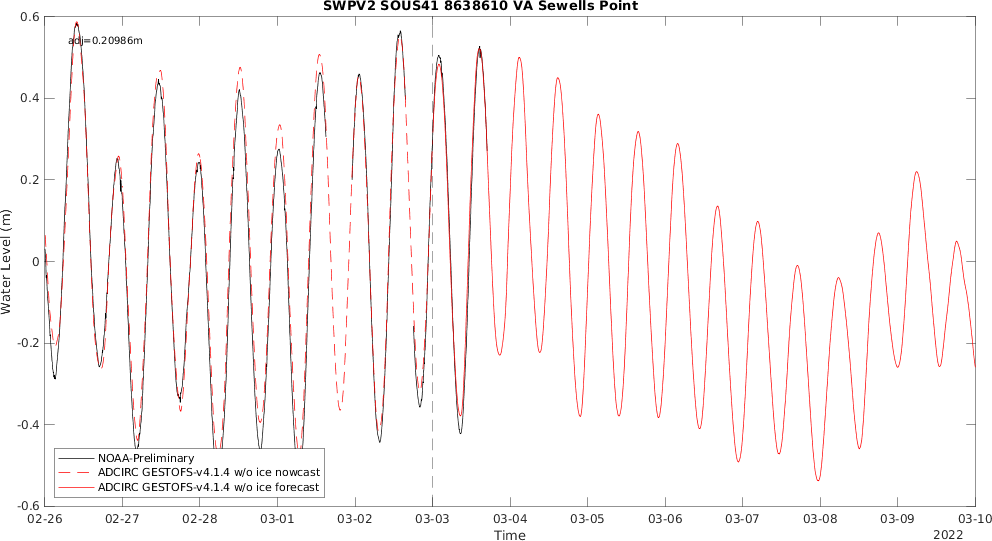 SWPV2 SOUS41 8638610 VA Sewells Point
adj=0.20986m
0.6
0.4
0.2
0
-0.2
-0.4
-0.6
Water Level (m)
NOAA-Preliminary
ADCIRC GESTOFS-v4.1.4 w/o ice nowcast
ADCIRC GESTOFS-v4.1.4 w/o ice forecast
02-26 02-27 02-28 03-01 03-02 03-03 03-04 03-05 03-06 03-07 03-08 03-09 03-10
Time
2022